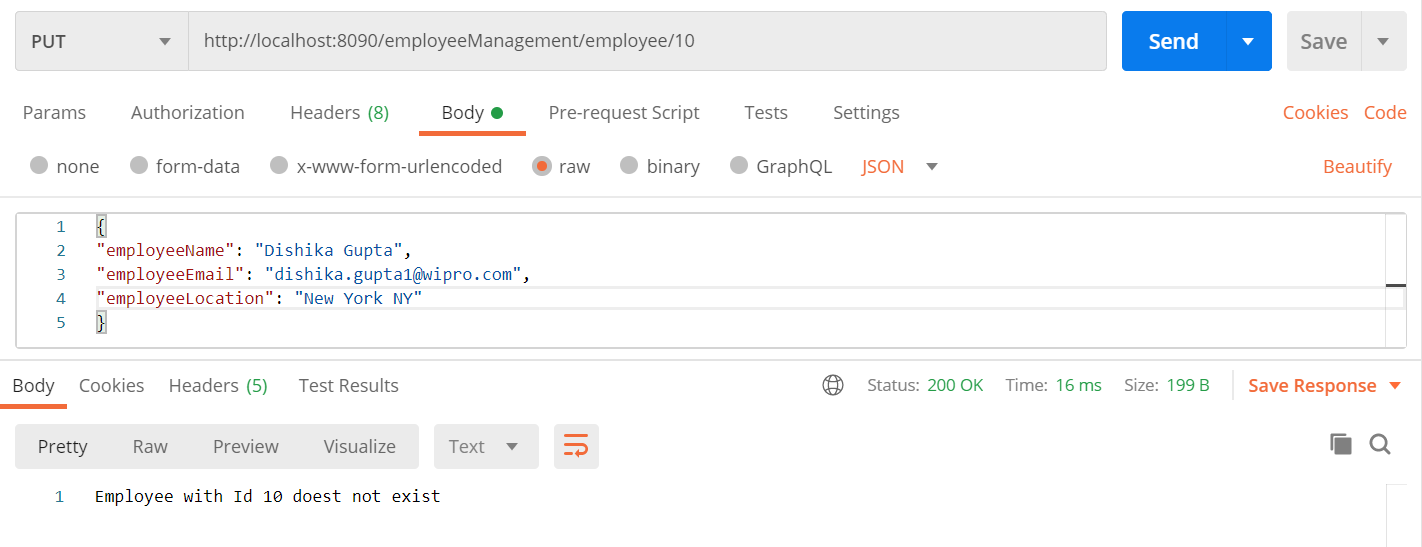 PUT http://localhost:8090/employeeManagement/employee/10 Send Save
Params Authorization Headers (8) Body Pre-request Script Tests Settings Cookies Code
none form-data x-www-form-urlencoded raw binary GraphQL JSON Beautify
1 {
2 "employeeName": "Dishika Gupta",
3 "employeeEmail": "dishika.gupta1@wipro.com",
4 "employeeLocation": "New York NY"
5 }
Body Cookies Headers (5) Test Results Status: 200 OK Time: 16 ms Size: 199 B Save Response
Pretty Raw Preview Visualize Text
1 Employee with Id 10 doest not exist